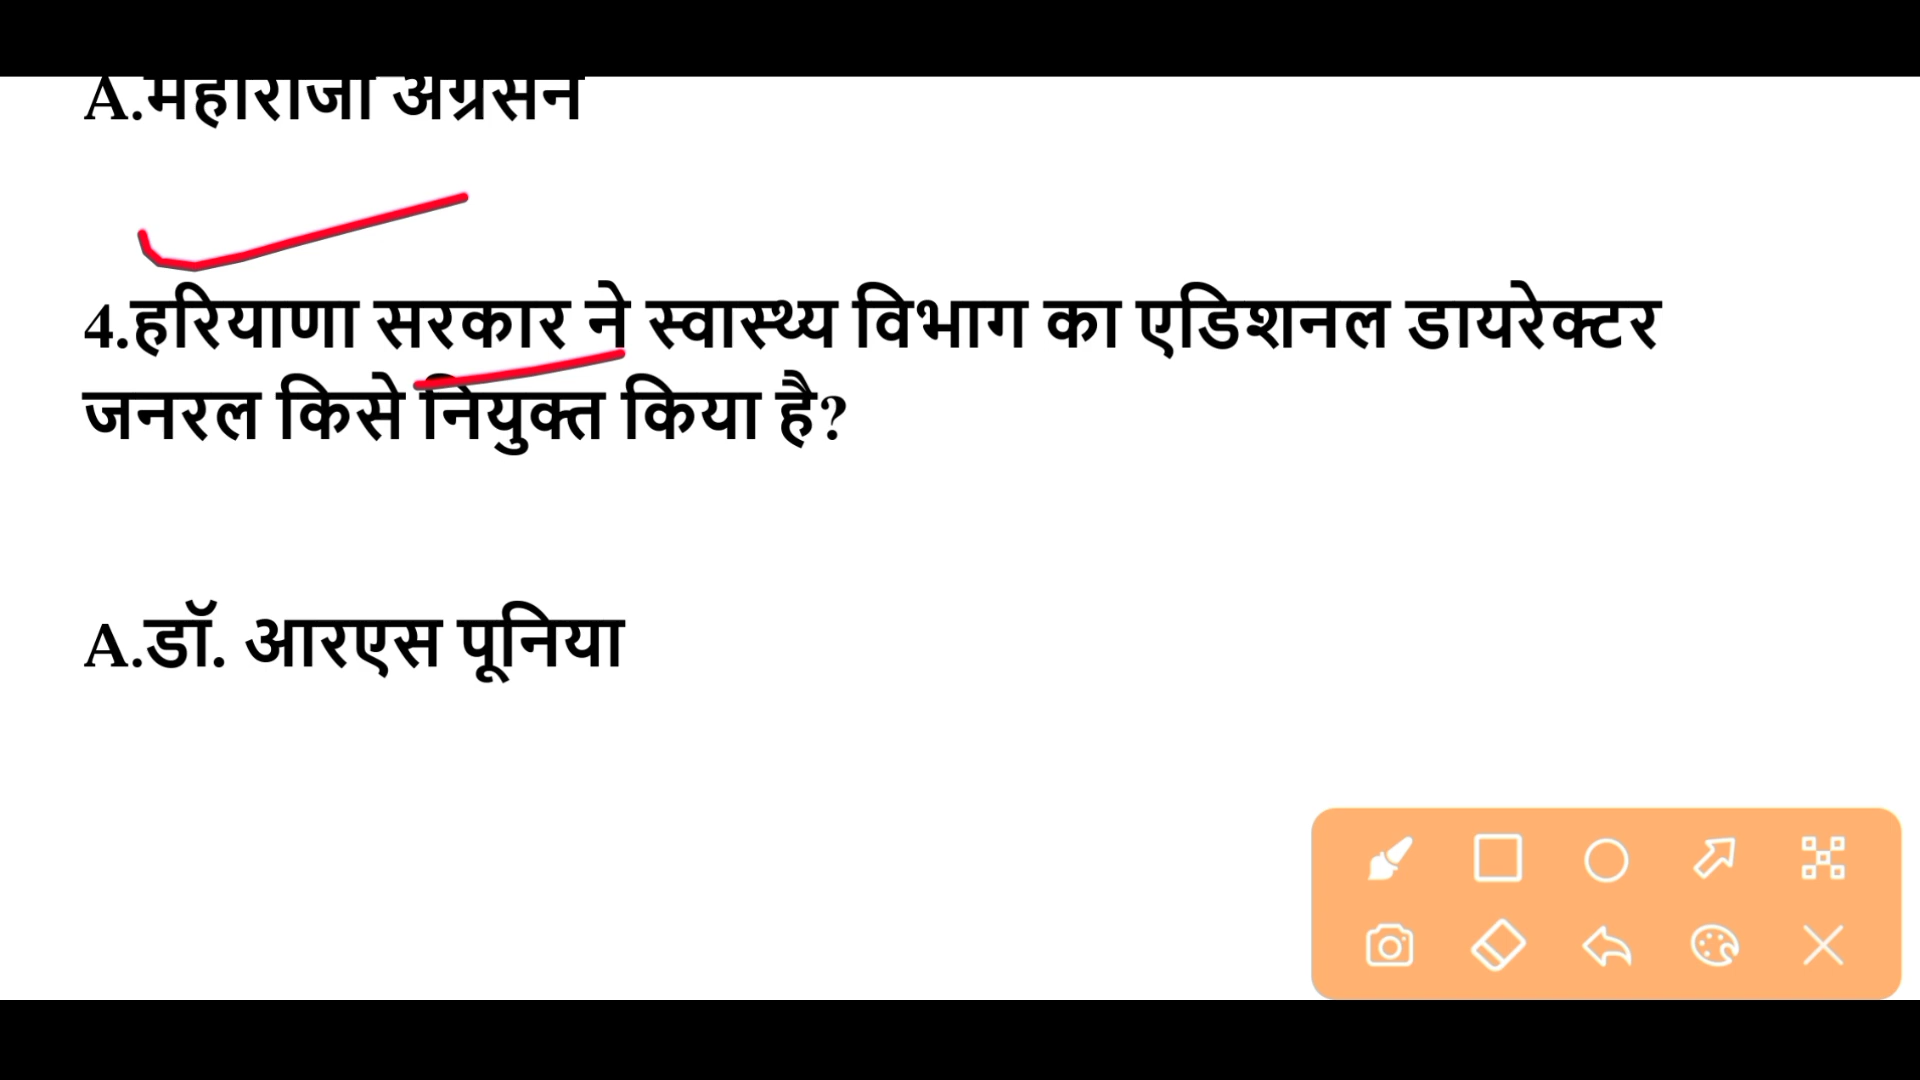 A.महाराजा अग्रसेन
4.हरियाणा सरकार ने स्वास्थ्य विभाग का एडिशनल डायरेक्टर
जनरल किसे नियुक्त किया है?
A.डॉ. आरएस पूनिया